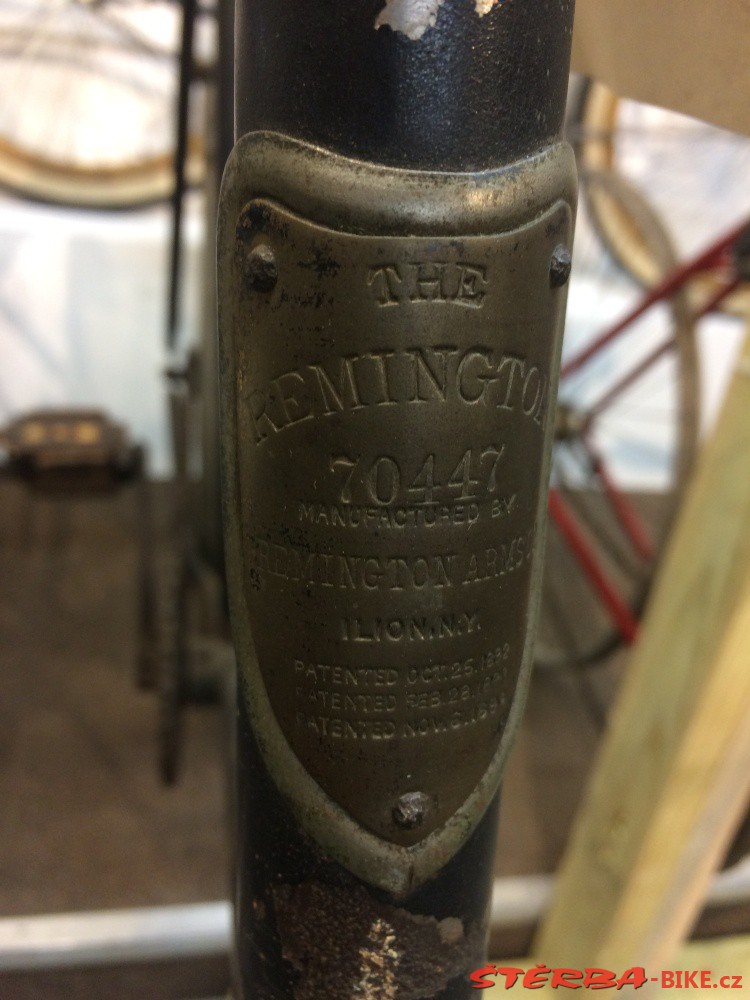 THE
REMINGTON
70447
MANUFACTURED BY
REMINGTON ARMS
ILION, N.Y.
PATENTED OCT. 25, 1892
PATENTED FEB. 28,
PATENTED NOV. 6,
ŠTĚRBA-BIKE.cz